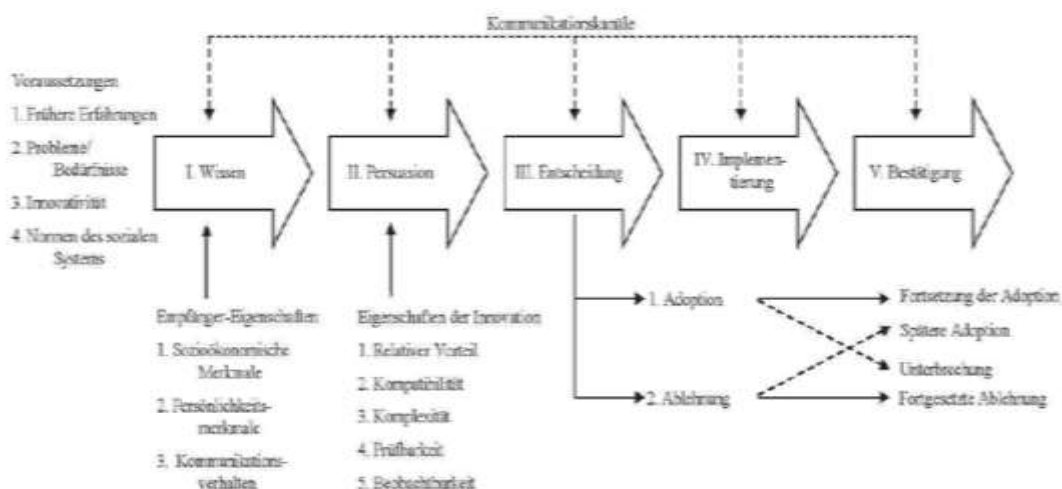 Kommunikationskanäle
Voraussetzungen
1. Frühere Erfahrungen
2. Probleme/
Bedürfnisse
3. Innovativität
4. Normen des sozialen
Systems
I. Wissen
II. Persuasion
III. Entscheidung
IV. Implemen-
tierung
V. Bestätigung
Empfänger-Eigenschaften
1. Sozioökonomische
Merkmale
2. Persönlichkeits-
merkmale
3. Kommunikations-
verhalten
Eigenschaften der Innovation
1. Relativer Vorteil
2. Kompatibilität
3. Komplexität
4. Prüfbarkeit
5. Beobachtbarkeit
1. Adoption
2. Ablehnung
Fortsetzung der Adoption
Spätere Adoption
Unterbrechung
Fortgesetzte Ablehnung